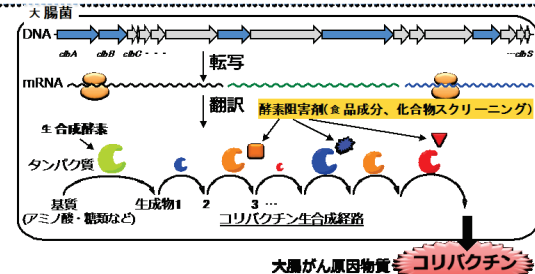 大腸菌
DNA
clbA clbB clbC ・・・ ···clbS
転写
mRNA
翻訳
酵素阻害剤(食品成分、化合物スクリーニング)
生合成酵素
タンパク質
基質 生成物1 2 3 …
(アミノ酸・糖類など) コリバクチン生合成経路
大腸がん原因物質 コリバクチン